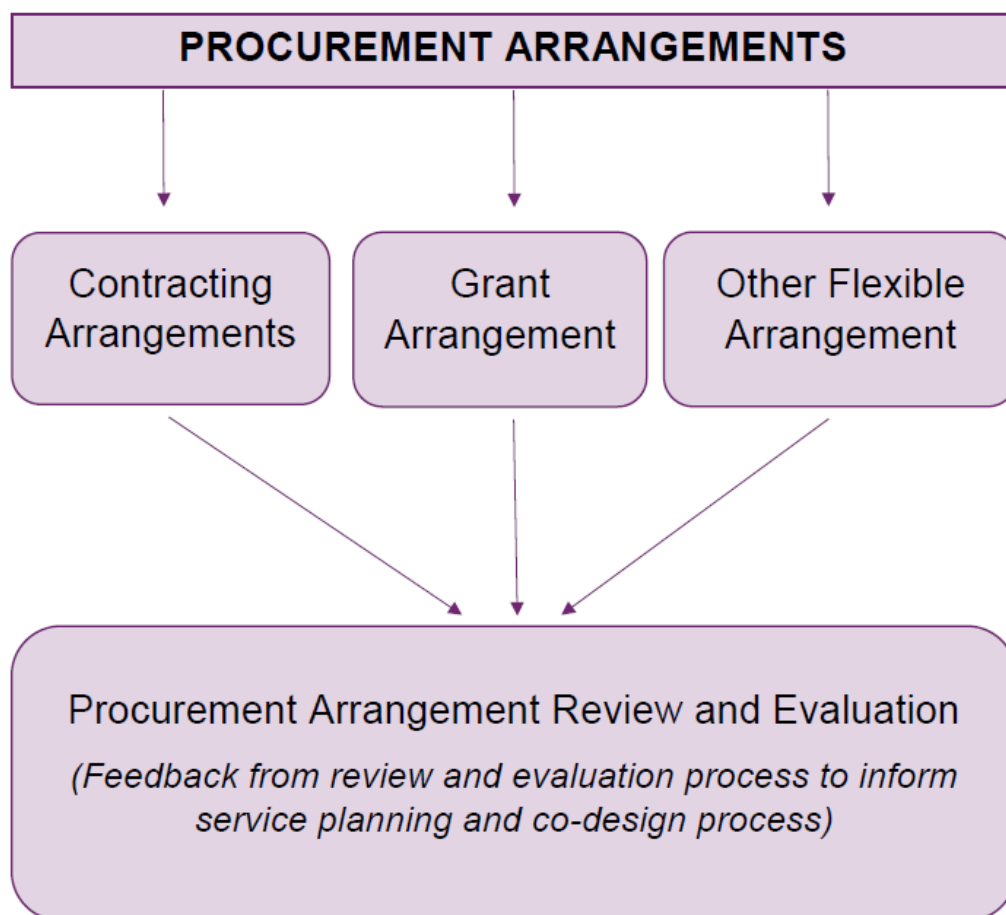 PROCUREMENT ARRANGEMENTS
Contracting
Arrangements
Grant
Arrangement
Other Flexible
Arrangement
Procurement Arrangement Review and Evaluation
(Feedback from review and evaluation process to inform
service planning and co-design process)